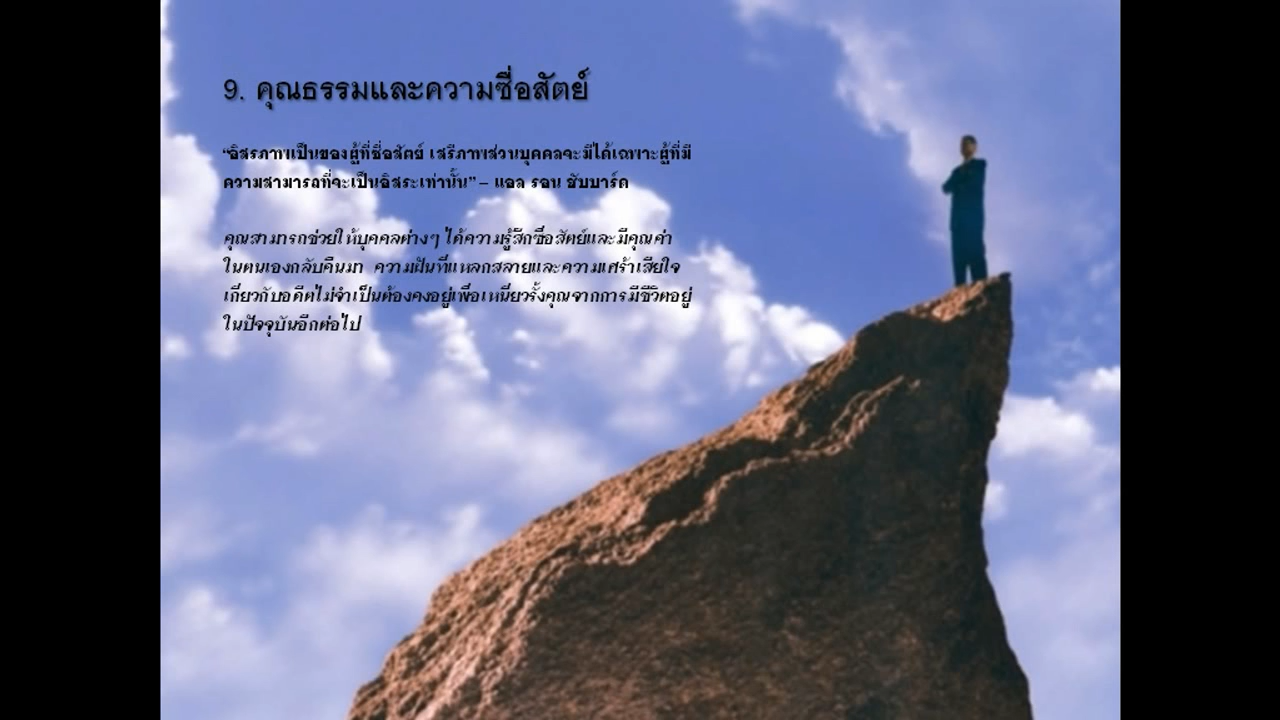 9. คุณธรรมและความซื่อสัตย์
“อิสรภาพเป็นของผู้ที่ซื่อสัตย์ เสรีภาพส่วนบุคคลจะมีได้เฉพาะผู้ที่มี
ความสามารถที่จะเป็นอิสระเท่านั้น” – แอล รอน ฮับบาร์ด
คุณสามารถช่วยให้บุคคลต่างๆ ได้ความรู้สึกซื่อสัตย์และมีคุณค่า
ในตนเองกลับคืนมา ความฝันที่แหลกสลายและความเศร้าเสียใจ
เกี่ยวกับอดีตไม่จำเป็นต้องคงอยู่เพื่อเหนี่ยวรั้งคุณจากการมีชีวิตอยู่
ในปัจจุบันอีกต่อไป